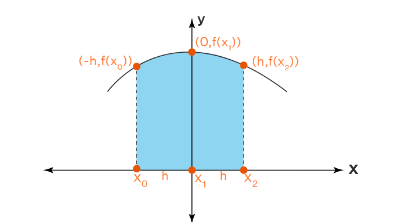 y
(0,f(x₁))
(-h,f(x₀))
(h,f(x₂))
x
x₀ h x₁ h x₂